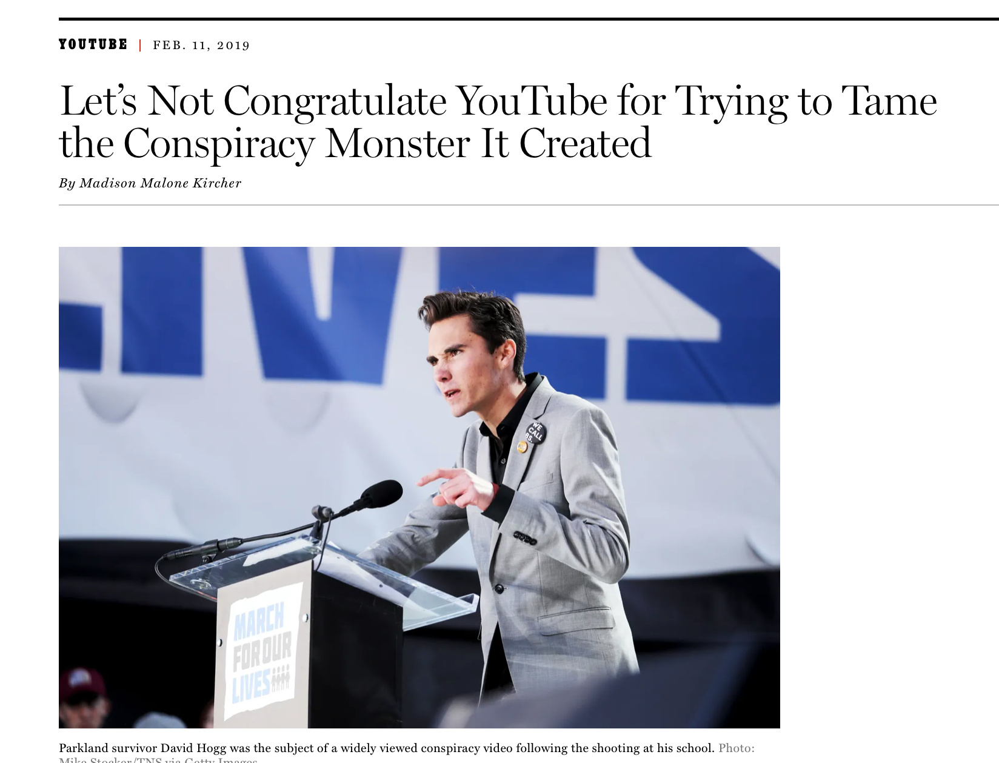 YOUTUBE | FEB. 11, 2019
Let’s Not Congratulate YouTube for Trying to Tame
the Conspiracy Monster It Created
By Madison Malone Kircher
LIVES
WE
CALL
BS.
MARCH
FOR OUR
LIVES
Parkland survivor David Hogg was the subject of a widely viewed conspiracy video following the shooting at his school. Photo:
Mike Stocker/TNS via Getty Images